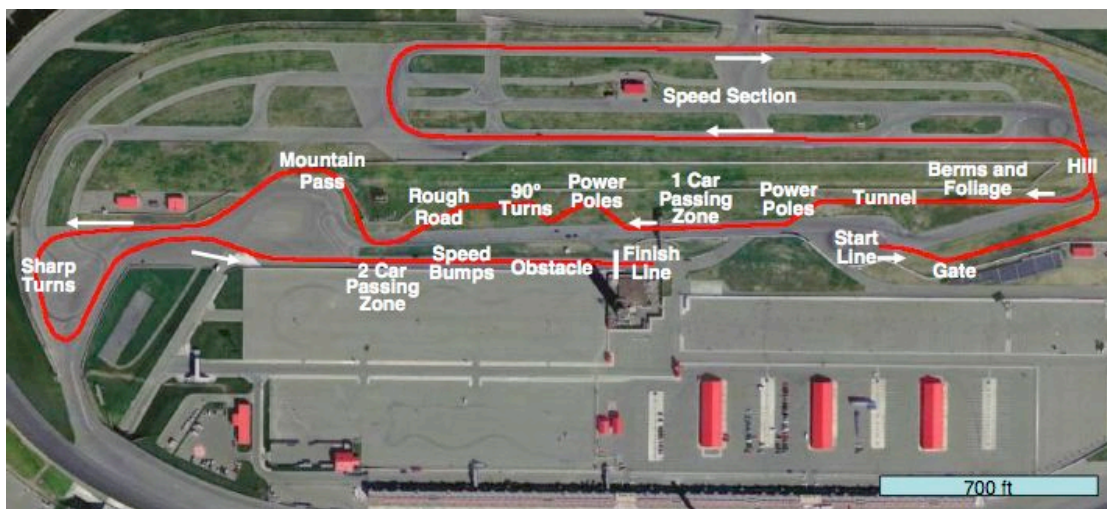 Speed Section
Mountain
Pass
Rough
Road
90º
Turns
Power
Poles
1 Car
Passing
Zone
Power
Poles
Tunnel
Berms and
Foliage
Hill
Sharp
Turns
2 Car
Passing
Zone
Speed
Bumps
Obstacle
Finish
Line
Start
Line
Gate
700 ft